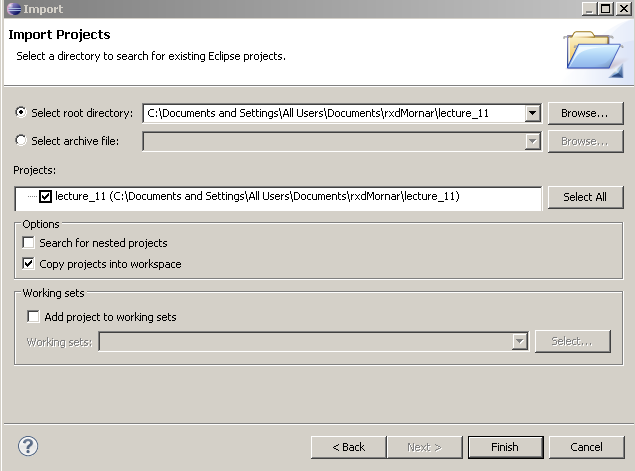 Import
Import Projects
Select a directory to search for existing Eclipse projects.
Select root directory: C:\Documents and Settings\All Users\Documents\rxdMornar\lecture_11 Browse...
Select archive file: Browse...
Projects:
lecture_11 (C:\Documents and Settings\All Users\Documents\rxdMornar\lecture_11) Select All
Options
Search for nested projects
Copy projects into workspace
Working sets
Add project to working sets
Working sets: Select...
? < Back Next > Finish Cancel